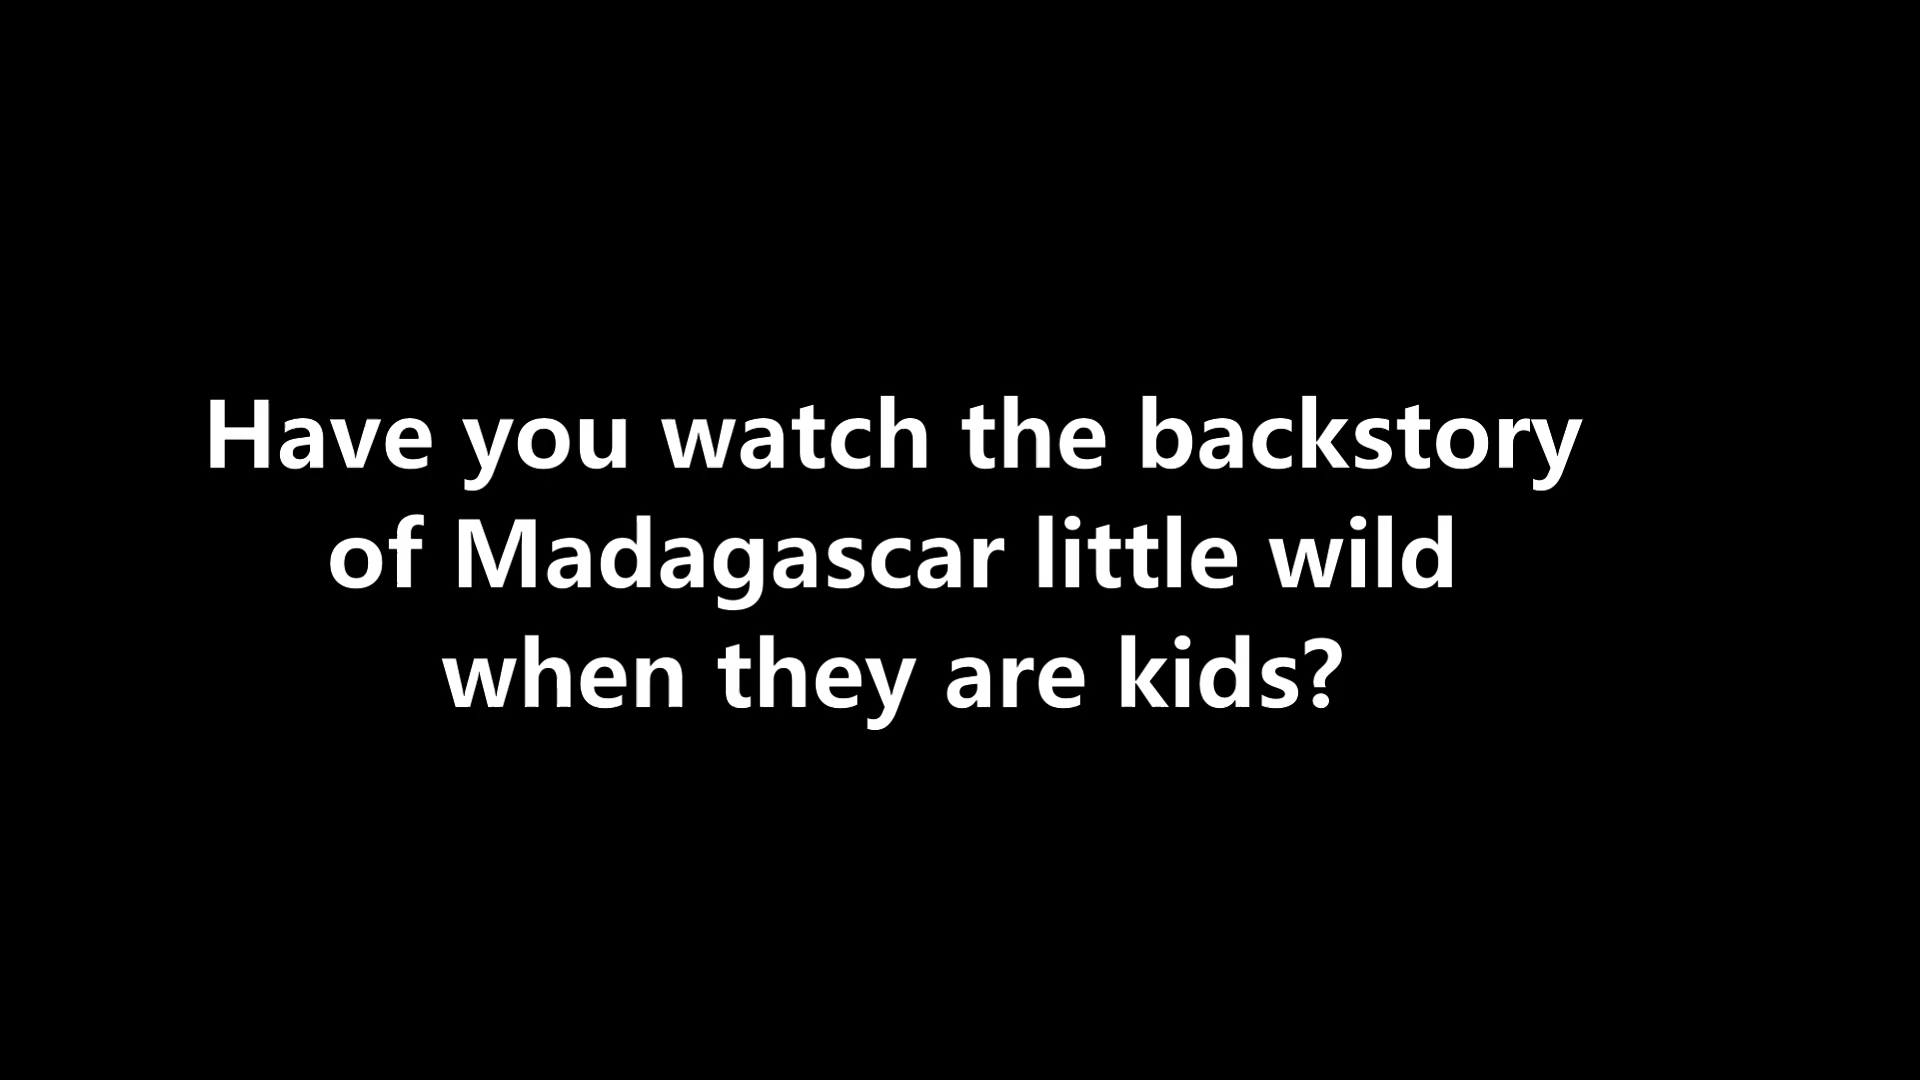 Have you watch the backstory
of Madagascar little wild
when they are kids?